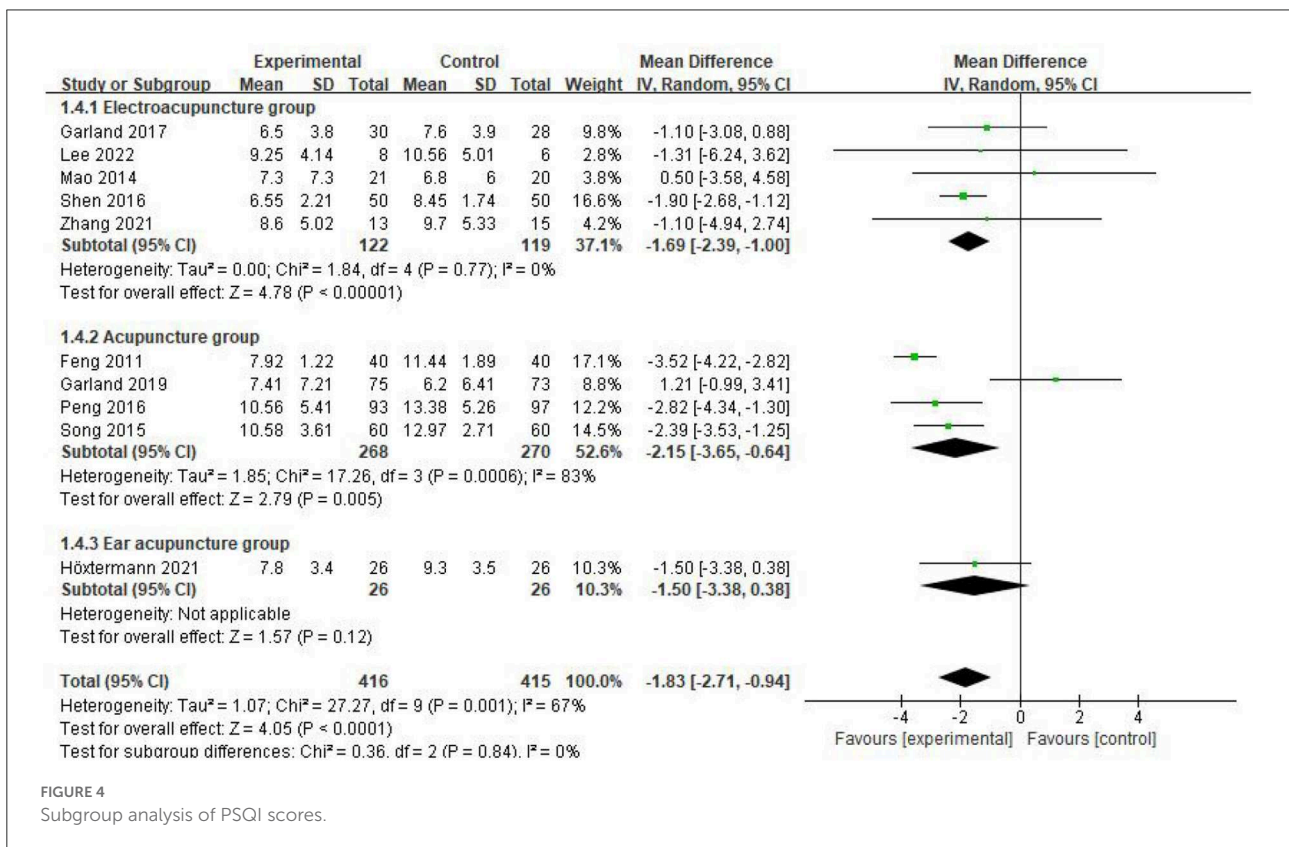 Experimental Control Mean Difference Mean Difference
Study or Subgroup Mean SD Total Mean SD Total Weight IV, Random, 95% CI IV, Random, 95% CI
1.4.1 Electroacupuncture group
Garland 2017 6.5 3.8 30 7.6 3.9 28 9.8% -1.10 [-3.08, 0.88]
Lee 2022 9.25 4.14 8 10.56 5.01 6 2.8% -1.31 [-6.24, 3.62]
Mao 2014 7.3 7.3 21 6.8 6 20 3.8% 0.50 [-3.58, 4.58]
Shen 2016 6.55 2.21 50 8.45 1.74 50 16.6% -1.90 [-2.68, -1.12]
Zhang 2021 8.6 5.02 13 9.7 5.33 15 4.2% -1.10 [-4.94, 2.74]
Subtotal (95% CI) 122 119 37.1% -1.69 [-2.39, -1.00]
Heterogeneity: Tau² = 0.00; Chi² = 1.84, df = 4 (P = 0.77); I² = 0%
Test for overall effect: Z = 4.78 (P < 0.00001)
1.4.2 Acupuncture group
Feng 2011 7.92 1.22 40 11.44 1.89 40 17.1% -3.52 [-4.22, -2.82]
Garland 2019 7.41 7.21 75 6.2 6.41 73 8.8% 1.21 [-0.99, 3.41]
Peng 2016 10.56 5.41 93 13.38 5.26 97 12.2% -2.82 [-4.34, -1.30]
Song 2015 10.58 3.61 60 12.97 2.71 60 14.5% -2.39 [-3.53, -1.25]
Subtotal (95% CI) 268 270 52.6% -2.15 [-3.65, -0.64]
Heterogeneity: Tau² = 1.85; Chi² = 17.26, df = 3 (P = 0.0006); I² = 83%
Test for overall effect: Z = 2.79 (P = 0.005)
1.4.3 Ear acupuncture group
Höxtermann 2021 7.8 3.4 26 9.3 3.5 26 10.3% -1.50 [-3.38, 0.38]
Subtotal (95% CI) 26 26 10.3% -1.50 [-3.38, 0.38]
Heterogeneity: Not applicable
Test for overall effect: Z = 1.57 (P = 0.12)
Total (95% CI) 416 415 100.0% -1.83 [-2.71, -0.94]
Heterogeneity: Tau² = 1.07; Chi² = 27.27, df = 9 (P = 0.001); I² = 67%
Test for overall effect: Z = 4.05 (P < 0.0001)
Test for subgroup differences: Chi² = 0.36. df = 2 (P = 0.84). I² = 0%
-4 -2 0 2 4
Favours [experimental] Favours [control]
FIGURE 4
Subgroup analysis of PSQI scores.